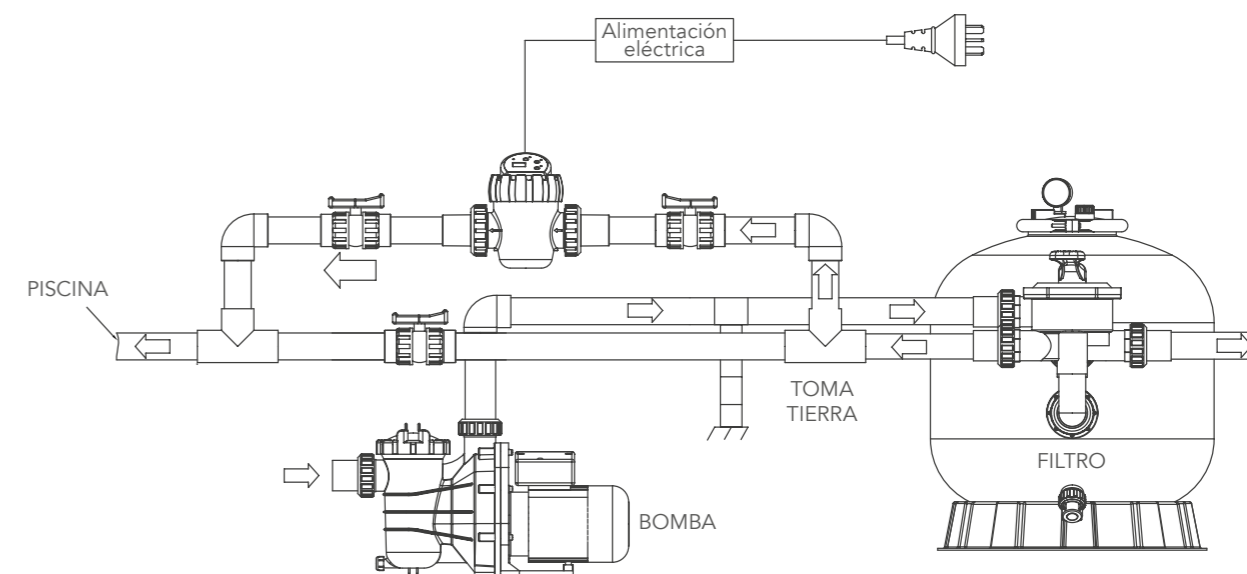 Alimentación
eléctrica
PISCINA
TOMA
TIERRA
FILTRO
BOMBA